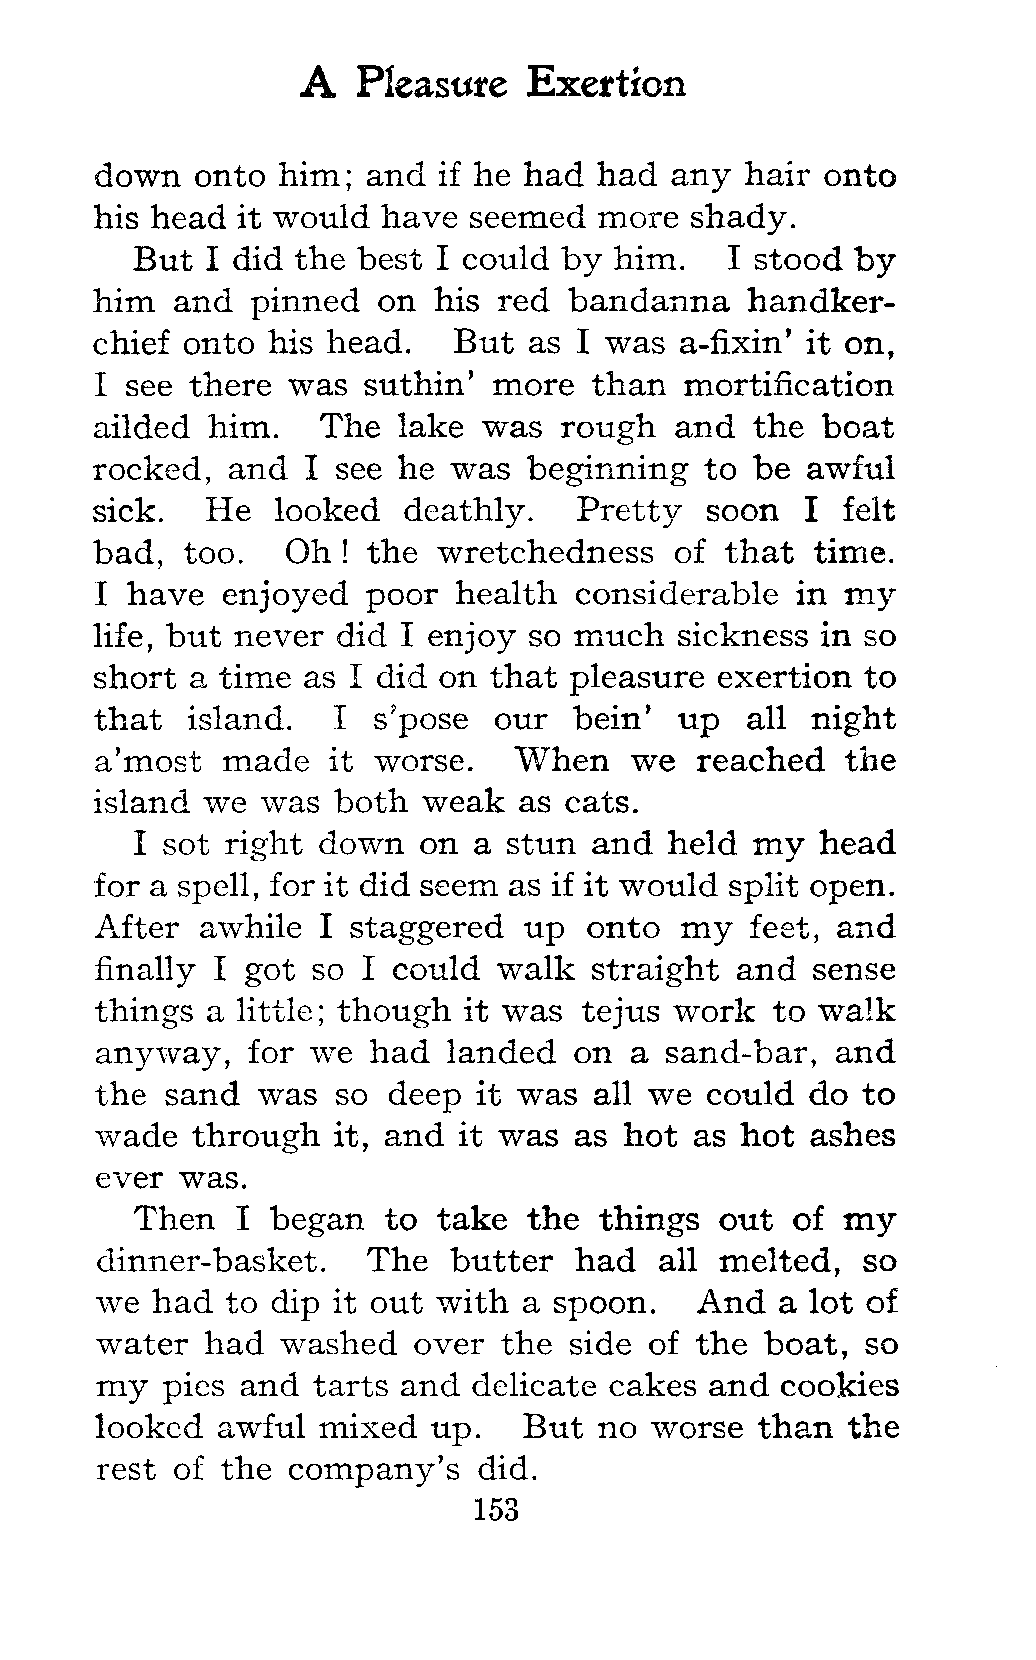 A Pleasure Exertion
down onto him; and if he had had any hair onto
his head it would have seemed more shady.
But I did the best I could by him. I stood by
him and pinned on his red bandanna handker-
chief onto his head. But as I was a-fixin' it on,
I see there was suthin' more than mortification
ailded him. The lake was rough and the boat
rocked, and I see he was beginning to be awful
sick. He looked deathly. Pretty soon I felt
bad, too. Oh! the wretchedness of that time.
I have enjoyed poor health considerable in my
life, but never did I enjoy so much sickness in so
short a time as I did on that pleasure exertion to
that island. I s'pose our bein' up all night
a'most made it worse. When we reached the
island we was both weak as cats.
I sot right down on a stun and held my head
for a spell, for it did seem as if it would split open.
After awhile I staggered up onto my feet, and
finally I got so I could walk straight and sense
things a little; though it was tejus work to walk
anyway, for we had landed on a sand-bar, and
the sand was so deep it was all we could do to
wade through it, and it was as hot as hot ashes
ever was.
Then I began to take the things out of my
dinner-basket. The butter had all melted, so
we had to dip it out with a spoon. And a lot of
water had washed over the side of the boat, so
my pies and tarts and delicate cakes and cookies
looked awful mixed up. But no worse than the
rest of the company's did.
153